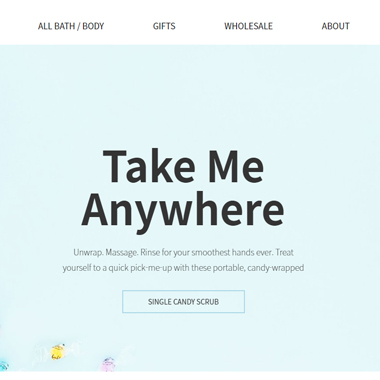 ALL BATH / BODY GIFTS WHOLESALE ABOUT
Take Me
Anywhere
Unwrap. Massage. Rinse for your smoothest hands ever. Treat
yourself to a quick pick-me-up with these portable, candy-wrapped
SINGLE CANDY SCRUB